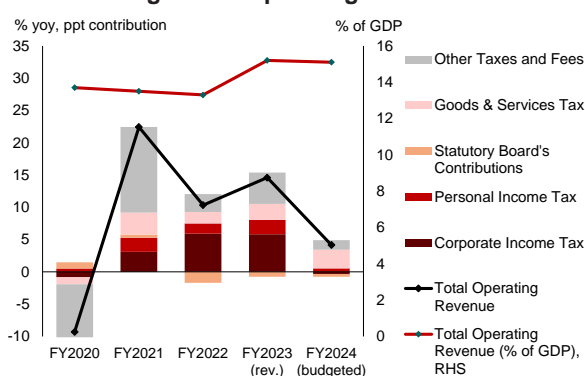 % yoy, ppt contribution
% of GDP
35
30
25
20
15
10
5
0
-5
-10
16
14
12
10
8
6
4
2
0
FY2020
FY2021
FY2022
FY2023
(rev.)
FY2024
(budgeted)
Other Taxes and Fees
Goods & Services Tax
Statutory Board's
Contributions
Personal Income Tax
Corporate Income Tax
Total Operating
Revenue
Total Operating
Revenue (% of GDP),
RHS